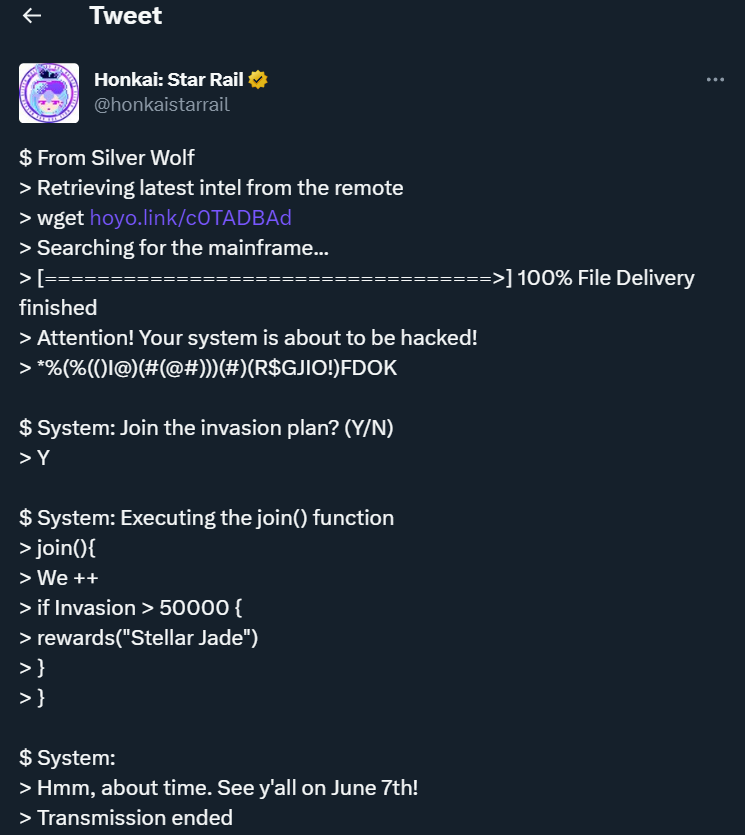 Tweet
Honkai: Star Rail
@honkaistarrail
$ From Silver Wolf
> Retrieving latest intel from the remote
> wget hoyo.link/c0TADBAd
> Searching for the mainframe...
> [==================================>] 100% File Delivery
finished
> Attention! Your system is about to be hacked!
> *%(%(()I@)(#(@#)))(#)(R$GJIO!)FDOK
$ System: Join the invasion plan? (Y/N)
> Y
$ System: Executing the join() function
> join(){
> We ++
> if Invasion > 50000 {
> rewards("Stellar Jade")
> }
> }
$ System:
> Hmm, about time. See y'all on June 7th!
> Transmission ended